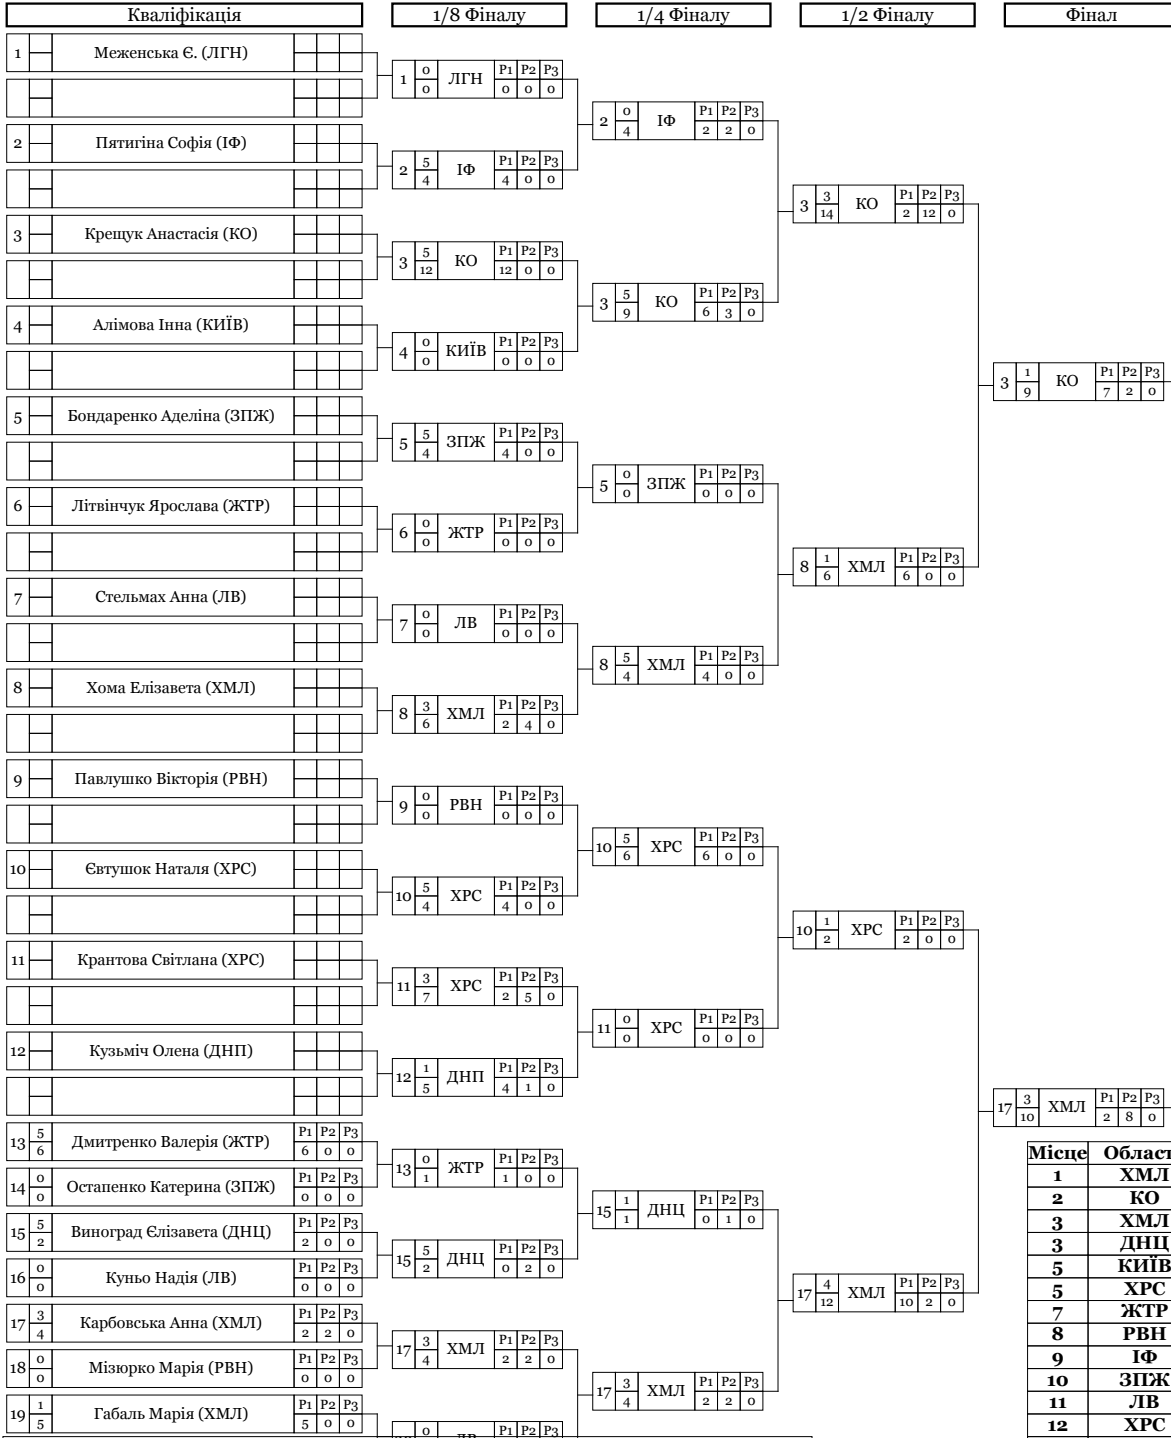 Кваліфікація
1/8 Фіналу
1/4 Фіналу
1/2 Фіналу
Фінал
1 Меженська Є. (ЛГН)
2 Пятигіна Софія (ІФ)
3 Крещук Анастасія (КО)
4 Алімова Інна (КИЇВ)
5 Бондаренко Аделіна (ЗПЖ)
6 Літвінчук Ярослава (ЖТР)
7 Стельмах Анна (ЛВ)
8 Хома Елізавета (ХМЛ)
9 Павлушко Вікторія (РВН)
10 Євтушок Наталя (ХРС)
11 Крантова Світлана (ХРС)
12 Кузьміч Олена (ДНП)
13 5 Дмитренко Валерія (ЖТР) P1 P2 P3
6 6 0 0
14 0 Остапенко Катерина (ЗПЖ) P1 P2 P3
0 0 0 0
15 5 Виноград Єлізавета (ДНЦ) P1 P2 P3
2 2 0 0
16 0 Куньо Надія (ЛВ) P1 P2 P3
0 0 0 0
17 3 Карбовська Анна (ХМЛ) P1 P2 P3
4 2 2 0
18 0 Мізюрко Марія (РВН) P1 P2 P3
0 0 0 0
19 1 Габаль Марія (ХМЛ) P1 P2 P3
5 5 0 0
1 0 ЛГН P1 P2 P3
0 0 0 0
2 5 ІФ P1 P2 P3
4 4 0 0
3 5 КО P1 P2 P3
12 12 0 0
4 0 КИЇВ P1 P2 P3
0 0 0 0
5 5 ЗПЖ P1 P2 P3
4 4 0 0
6 0 ЖТР P1 P2 P3
0 0 0 0
7 0 ЛВ P1 P2 P3
0 0 0 0
8 3 ХМЛ P1 P2 P3
6 2 4 0
9 0 РВН P1 P2 P3
0 0 0 0
10 5 ХРС P1 P2 P3
4 4 0 0
11 3 ХРС P1 P2 P3
7 2 5 0
12 1 ДНП P1 P2 P3
5 4 1 0
13 0 ЖТР P1 P2 P3
1 1 0 0
15 5 ДНЦ P1 P2 P3
2 0 2 0
17 3 ХМЛ P1 P2 P3
4 2 2 0
0 P1 P2 P3
2 0 ІФ P1 P2 P3
4 2 2 0
3 5 КО P1 P2 P3
9 6 3 0
5 0 ЗПЖ P1 P2 P3
0 0 0 0
8 5 ХМЛ P1 P2 P3
4 4 0 0
10 5 ХРС P1 P2 P3
6 6 0 0
11 0 ХРС P1 P2 P3
0 0 0 0
15 1 ДНЦ P1 P2 P3
1 0 1 0
17 3 ХМЛ P1 P2 P3
4 2 2 0
3 3 КО P1 P2 P3
14 2 12 0
8 1 ХМЛ P1 P2 P3
6 6 0 0
10 1 ХРС P1 P2 P3
2 2 0 0
17 4 ХМЛ P1 P2 P3
12 10 2 0
3 1 КО P1 P2 P3
9 7 2 0
17 3 ХМЛ P1 P2 P3
10 2 8 0
Місце Област
1 ХМЛ
2 КО
3 ХМЛ
3 ДНЦ
5 КИЇВ
5 ХРС
7 ЖТР
8 РВН
9 ІФ
10 ЗПЖ
11 ЛВ
12 ХРС